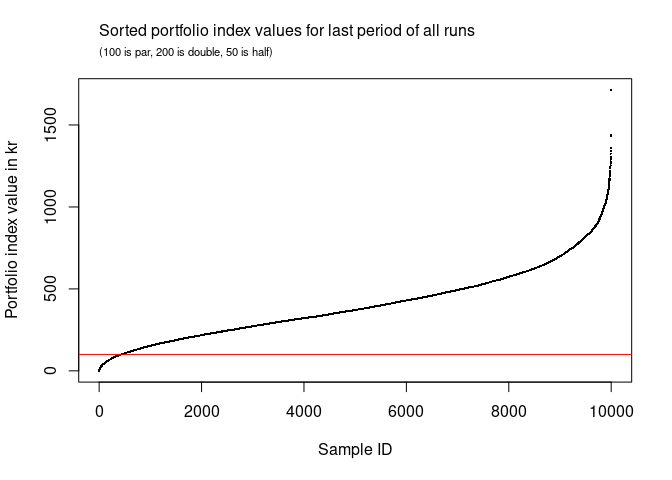 Sorted portfolio index values for last period of all runs
(100 is par, 200 is double, 50 is half)
Portfolio index value in kr
1500
1000
500
0
0 2000 4000 6000 8000 10000
Sample ID